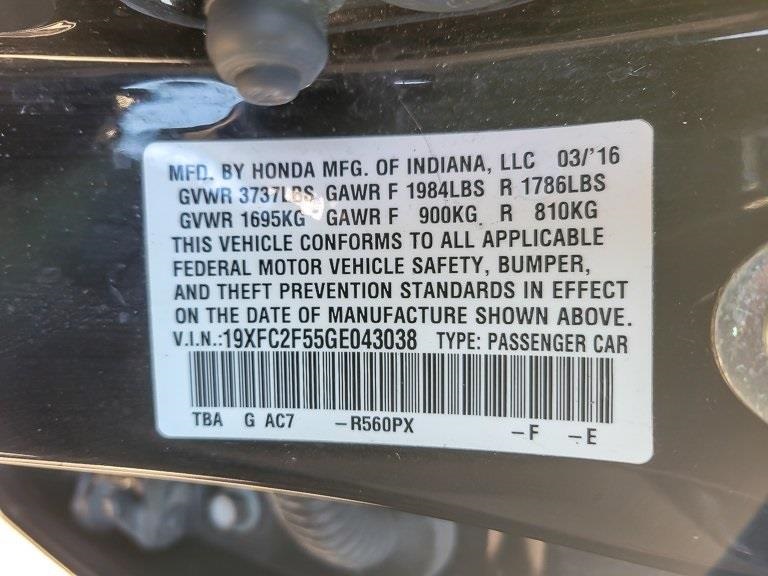 MFD. BY HONDA MFG. OF INDIANA, LLC 03/'16
GVWR 3737LBS GAWR F 1984LBS R 1786LBS
GVWR 1695KG GAWR F 900KG R 810KG
THIS VEHICLE CONFORMS TO ALL APPLICABLE
FEDERAL MOTOR VEHICLE SAFETY, BUMPER,
AND THEFT PREVENTION STANDARDS IN EFFECT
ON THE DATE OF MANUFACTURE SHOWN ABOVE.
V.I.N.:19XFC2F55GE043038 TYPE: PASSENGER CAR
TBA G AC7 –R560PX –F –E